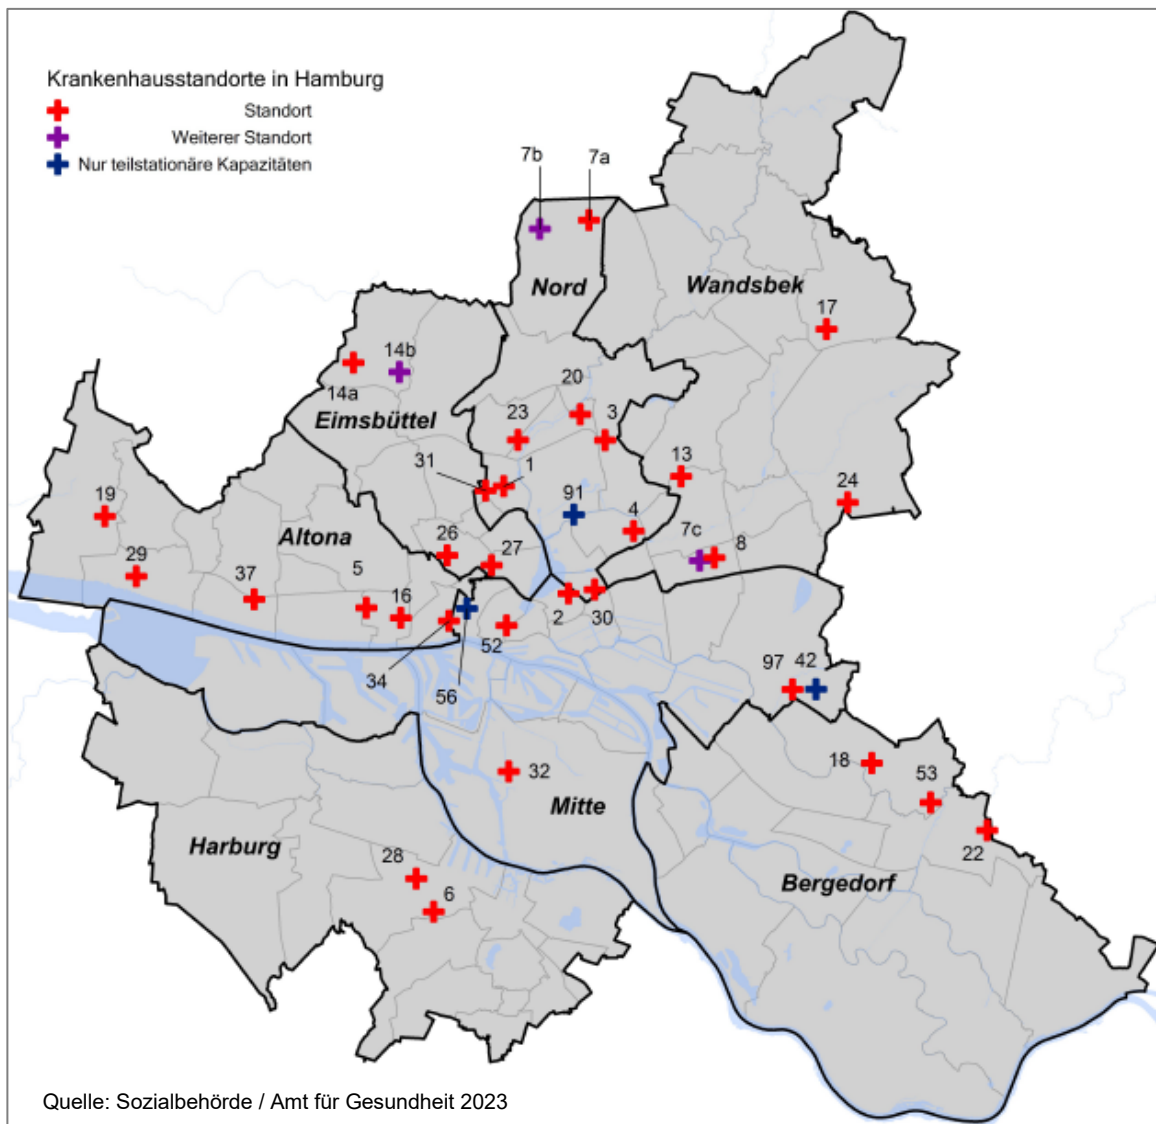 Krankenhausstandorte in Hamburg
Standort
Weiterer Standort
Nur teilstationäre Kapazitäten
7b
7a
Nord
Wandsbek
17
14b
14a
20
Eimsbüttel
23
3
31
1
13
91
24
19
4
Altona
26
27
7c
8
29
37
5
16
2
30
52
34
56
97
42
32
18
53
Mitte
22
Harburg
28
6
Bergedorf
Quelle: Sozialbehörde / Amt für Gesundheit 2023